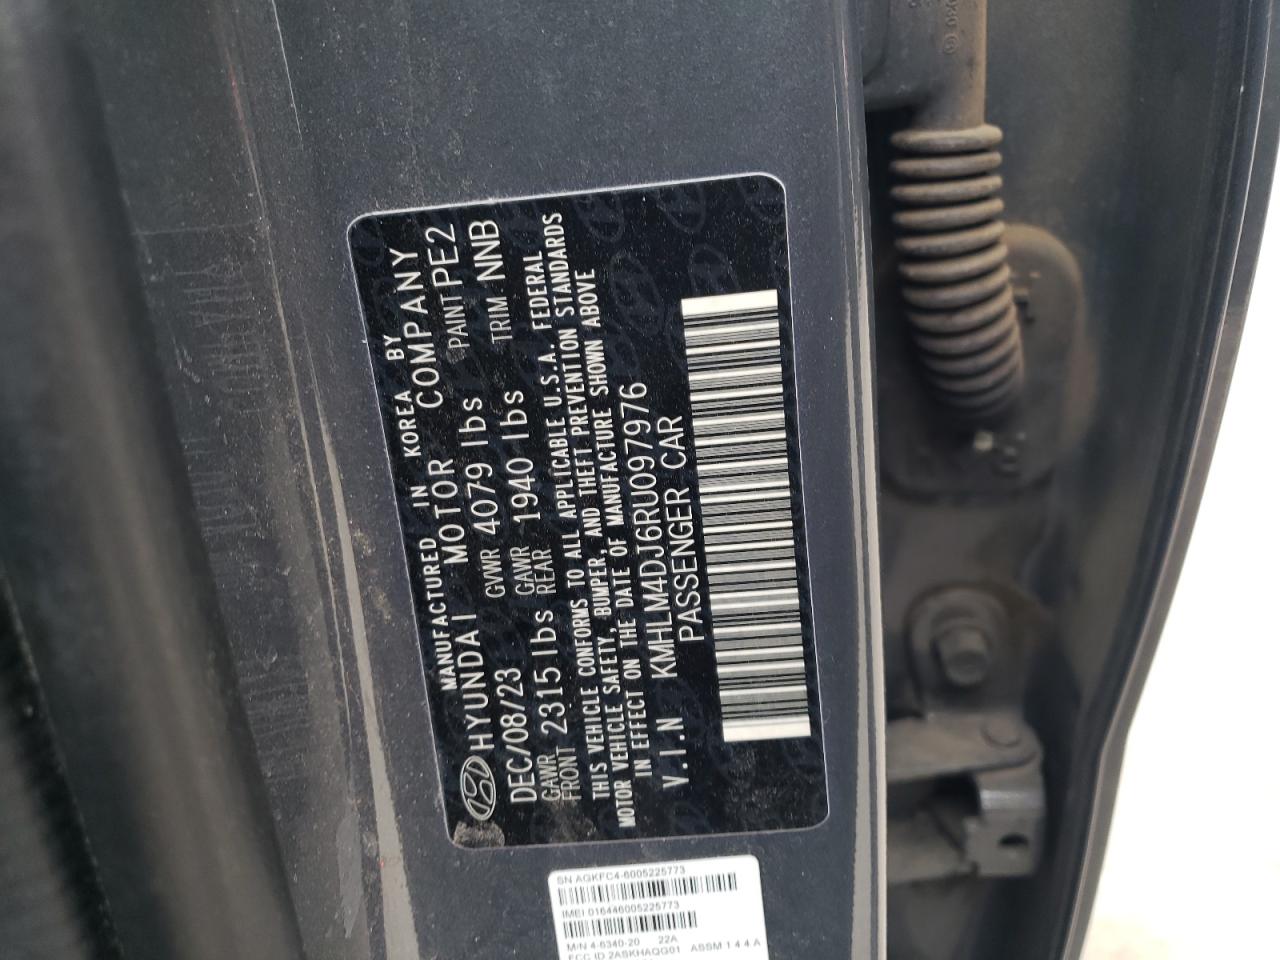 MANUFACTURED IN KOREA BY
HYUNDAI MOTOR COMPANY
DEC/08/23 GVWR 4079 lbs PAINT PE2
GAWR FRONT 2315 lbs GAWR REAR 1940 lbs TRIM NNB
THIS VEHICLE CONFORMS TO ALL APPLICABLE U.S.A. FEDERAL
MOTOR VEHICLE SAFETY, BUMPER, AND THEFT PREVENTION STANDARDS
IN EFFECT ON THE DATE OF MANUFACTURE SHOWN ABOVE
V.I.N KMHLM4DJ6RU097976
PASSENGER CAR
SN AGKFC4-6005225773
IMEI 016446005225773
M/N 4-6340-20 22A
FCC ID 2ASKHAQG01 ASSM 1 4 4 A